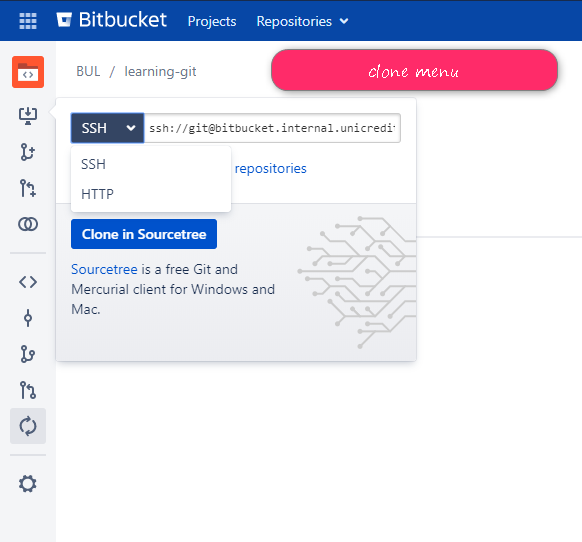 Bitbucket Projects Repositories
BUL / learning-git
clone menu
SSH ssh://git@bitbucket.internal.unicredi
SSH
repositories
HTTP
Clone in Sourcetree
Sourcetree is a free Git and
Mercurial client for Windows and
Mac.